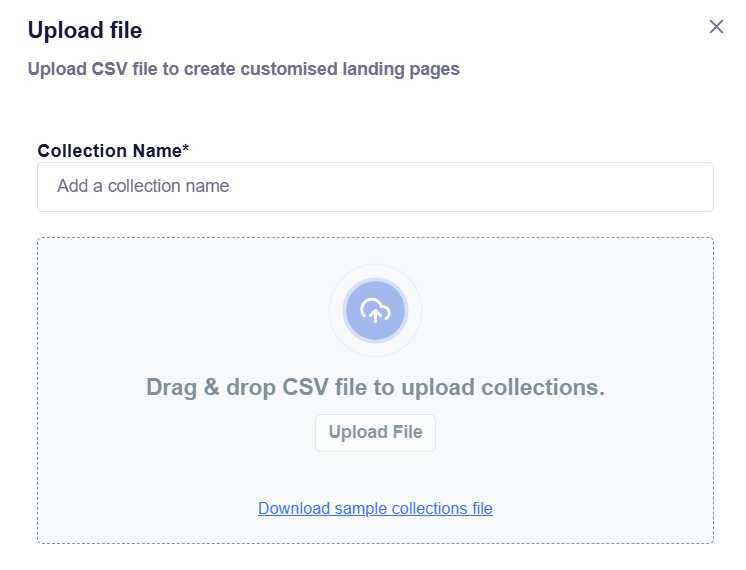 Upload file
Upload CSV file to create customised landing pages
Collection Name*
Add a collection name
Drag & drop CSV file to upload collections.
Upload File
Download sample collections file